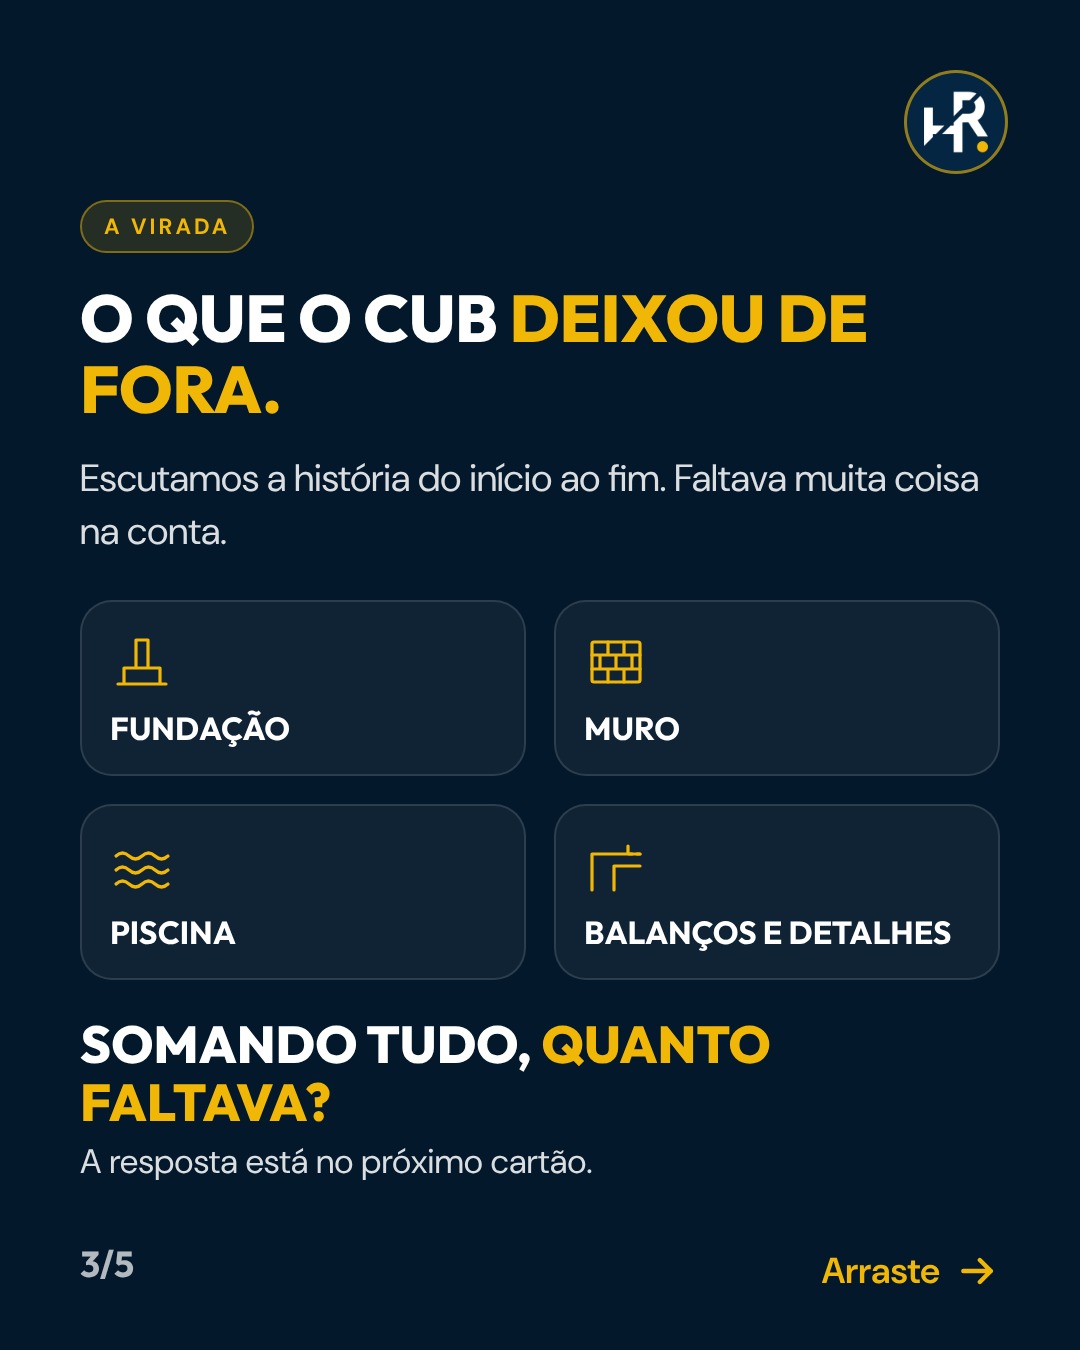 HR.
A VIRADA
O QUE O CUB DEIXOU DE
FORA.
Escutamos a história do início ao fim. Faltava muita coisa
na conta.
FUNDAÇÃO
MURO
PISCINA
BALANÇOS E DETALHES
SOMANDO TUDO, QUANTO
FALTAVA?
A resposta está no próximo cartão.
3/5
Arraste →